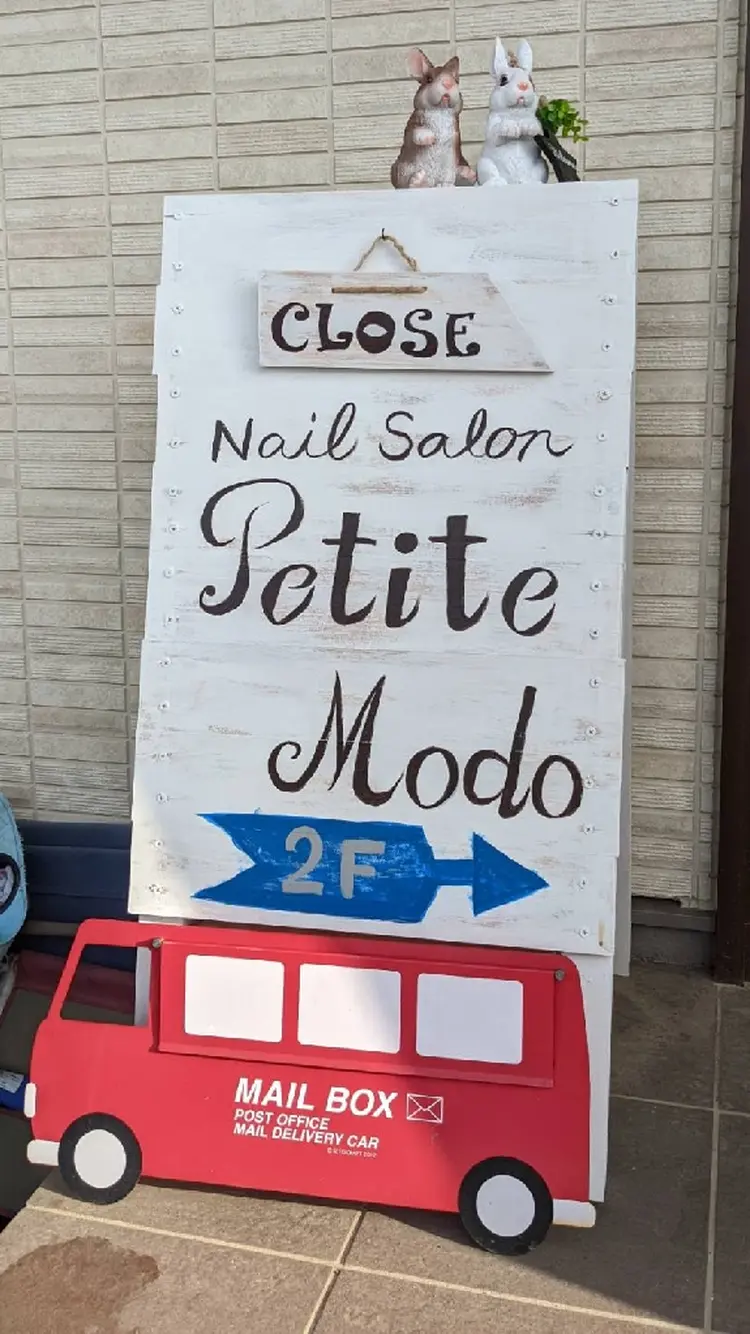 CLOSE
Nail Salon
Petite
Modo
2F
MAIL BOX
POST OFFICE
MAIL DELIVERY CAR